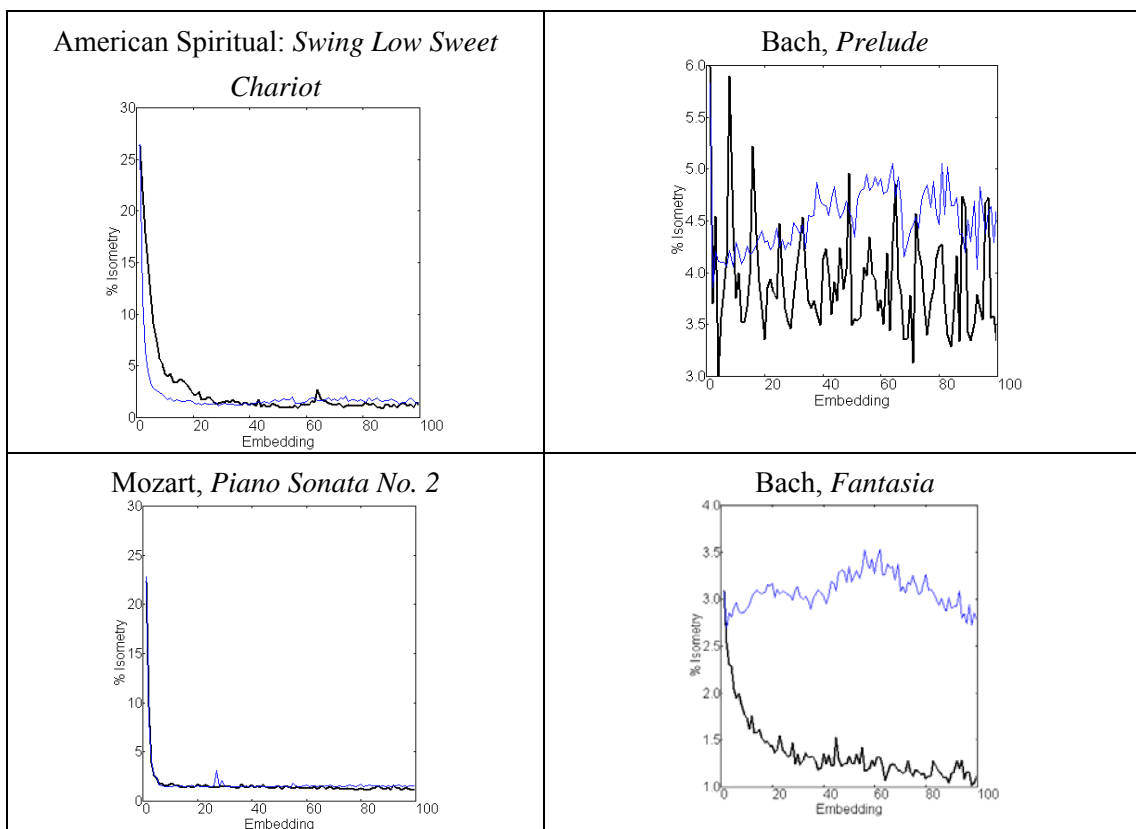 American Spiritual: Swing Low Sweet
Chariot
30
25
20
15
10
5
0
% Isometry
0 20 40 60 80 100
Embedding
Bach, Prelude
6.0
5.5
5.0
4.5
4.0
3.5
3.0
% Isometry
0 20 40 60 80 100
Embedding
Mozart, Piano Sonata No. 2
30
25
20
15
10
5
0
% Isometry
0 20 40 60 80 100
Embedding
Bach, Fantasia
4.0
3.5
3.0
2.5
2.0
1.5
1.0
% Isometry
0 20 40 60 80 100
Embedding